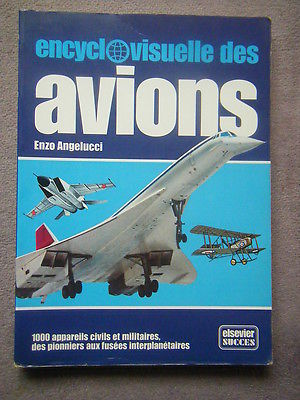 encyclovisuelle des
avions
Enzo Angelucci
1000 appareils civils et militaires,
des pionniers aux fusées interplanétaires
elsevier
SUCCES